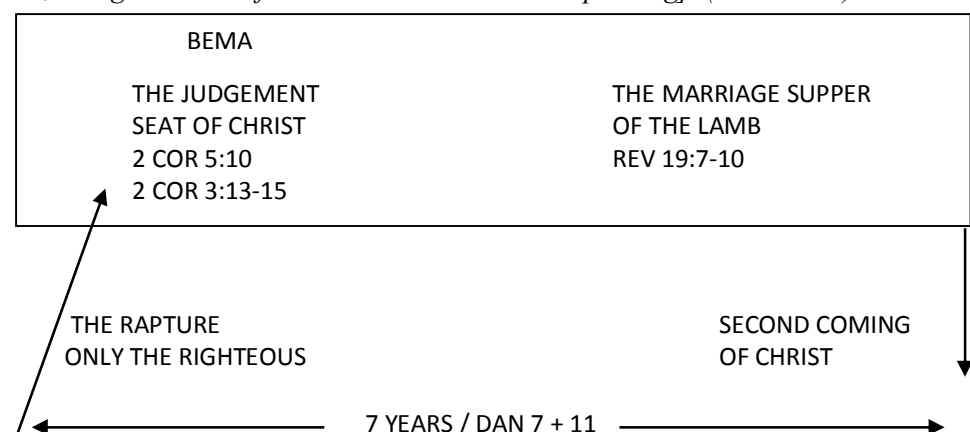 BEMA
THE JUDGEMENT
SEAT OF CHRIST
2 COR 5:10
2 COR 3:13-15
THE MARRIAGE SUPPER
OF THE LAMB
REV 19:7-10
THE RAPTURE
ONLY THE RIGHTEOUS
SECOND COMING
OF CHRIST
7 YEARS / DAN 7 + 11